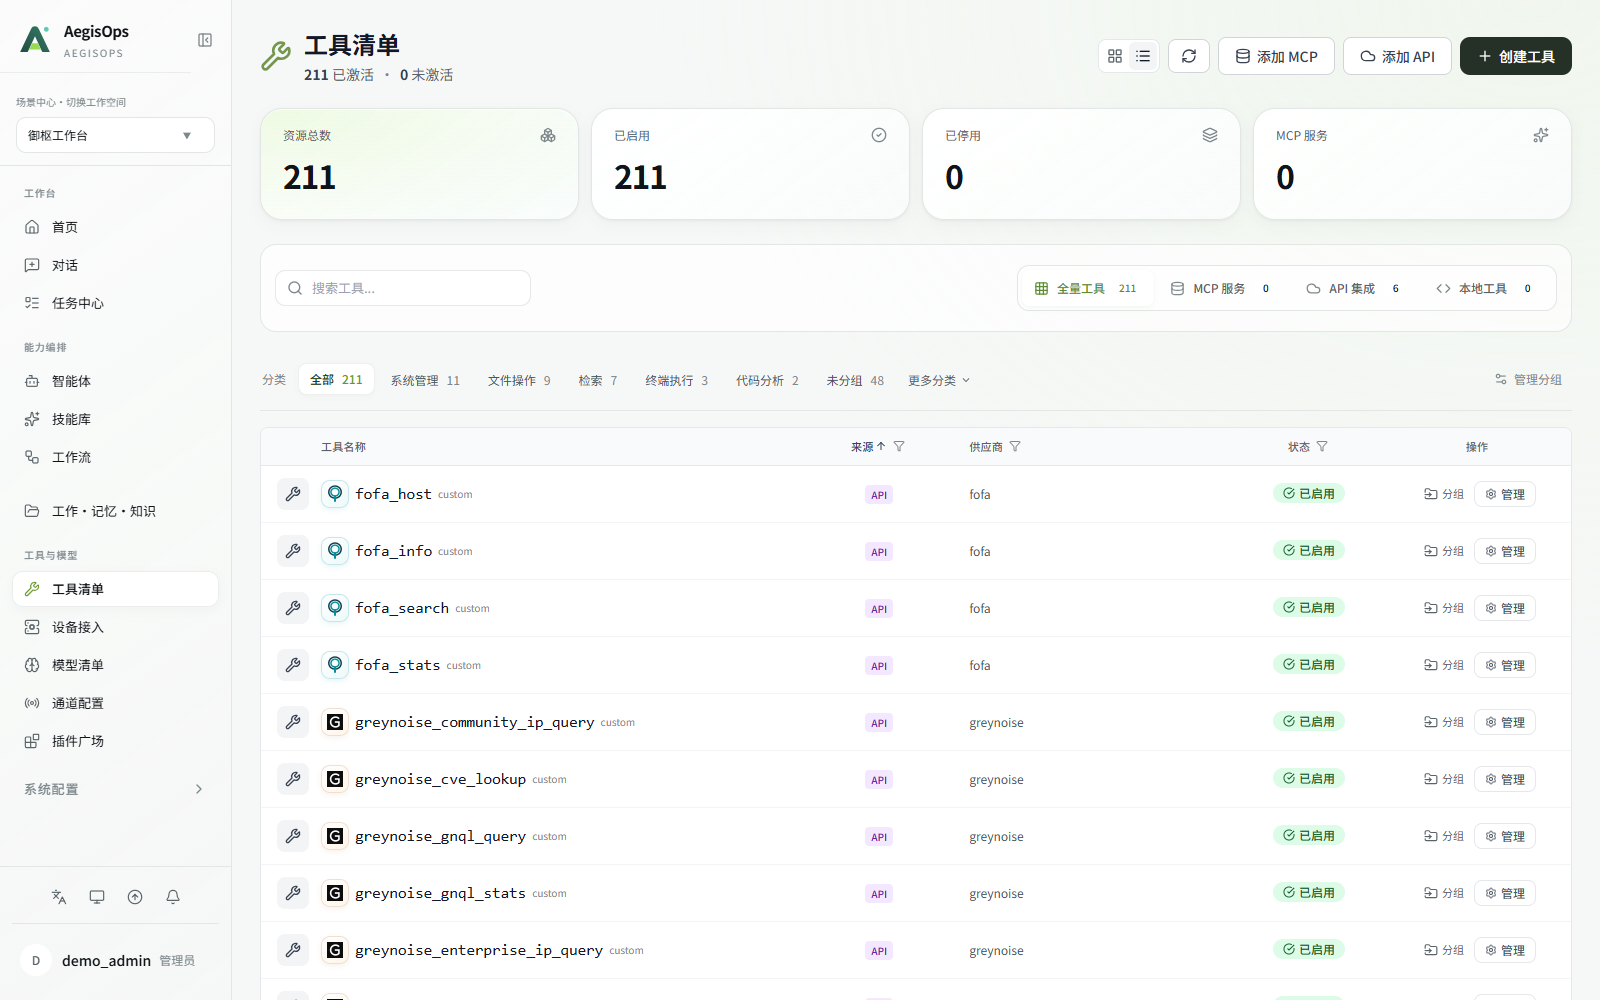 AegisOps
AEGISOPS
场景中心・切换工作空间
御枢工作台
工作台
首页
对话
任务中心
能力编排
智能体
技能库
工作流
工作・记忆・知识
工具与模型
工具清单
设备接入
模型清单
通道配置
插件广场
系统配置
D demo_admin 管理员
工具清单
211 已激活 • 0 未激活
添加 MCP
添加 API
创建工具
资源总数
211
已启用
211
已停用
0
MCP 服务
0
搜索工具...
全量工具 211
MCP 服务 0
API 集成 6
本地工具 0
分类 全部 211 系统管理 11 文件操作 9 检索 7 终端执行 3 代码分析 2 未分组 48 更多分类 管理分组
工具名称 来源 供应商 状态 操作
fofa_host custom API fofa 已启用 分组 管理
fofa_info custom API fofa 已启用 分组 管理
fofa_search custom API fofa 已启用 分组 管理
fofa_stats custom API fofa 已启用 分组 管理
G greynoise_community_ip_query custom API greynoise 已启用 分组 管理
G greynoise_cve_lookup custom API greynoise 已启用 分组 管理
G greynoise_gnql_query custom API greynoise 已启用 分组 管理
G greynoise_gnql_stats custom API greynoise 已启用 分组 管理
G greynoise_enterprise_ip_query custom API greynoise 已启用 分组 管理